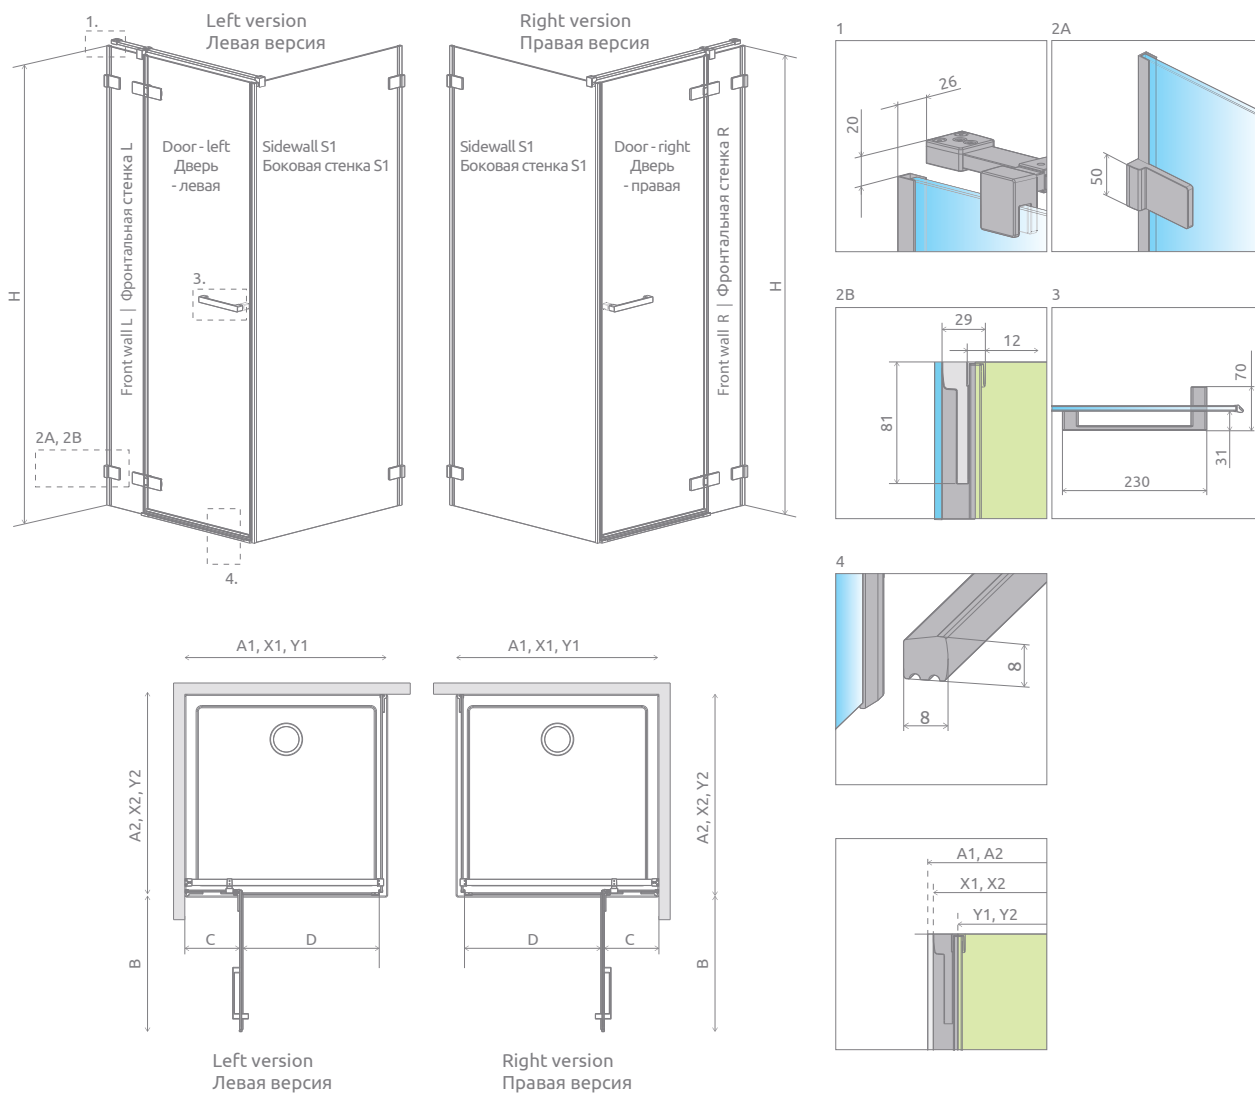 1.
Left version
Левая версия
H
Front wall L | Фронтальная стенка L
Door - left
Дверь
- левая
Sidewall S1
Боковая стенка S1
3.
2A, 2B
4.
Right version
Правая версия
Sidewall S1
Боковая стенка S1
Door - right
Дверь
- правая
Front wall R | Фронтальная стенка R
H
1
26
20
2A
50
2B
29
12
81
3
70
31
230
4
8
8
A1, X1, Y1
A2, X2, Y2
C
D
B
Left version
Левая версия
A1, X1, Y1
A2, X2, Y2
D
C
B
Right version
Правая версия
A1, A2
X1, X2
Y1, Y2